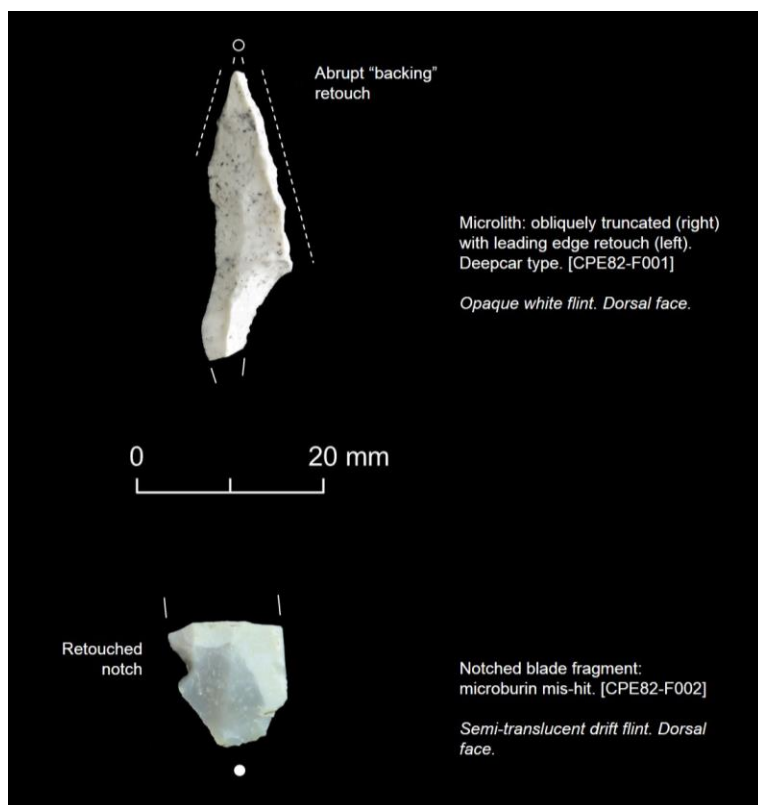 Abrupt “backing”
retouch
Microlith: obliquely truncated (right)
with leading edge retouch (left).
Deepcar type. [CPE82-F001]
Opaque white flint. Dorsal face.
0 20 mm
Retouched
notch
Notched blade fragment:
microburin mis-hit. [CPE82-F002]
Semi-translucent drift flint. Dorsal
face.